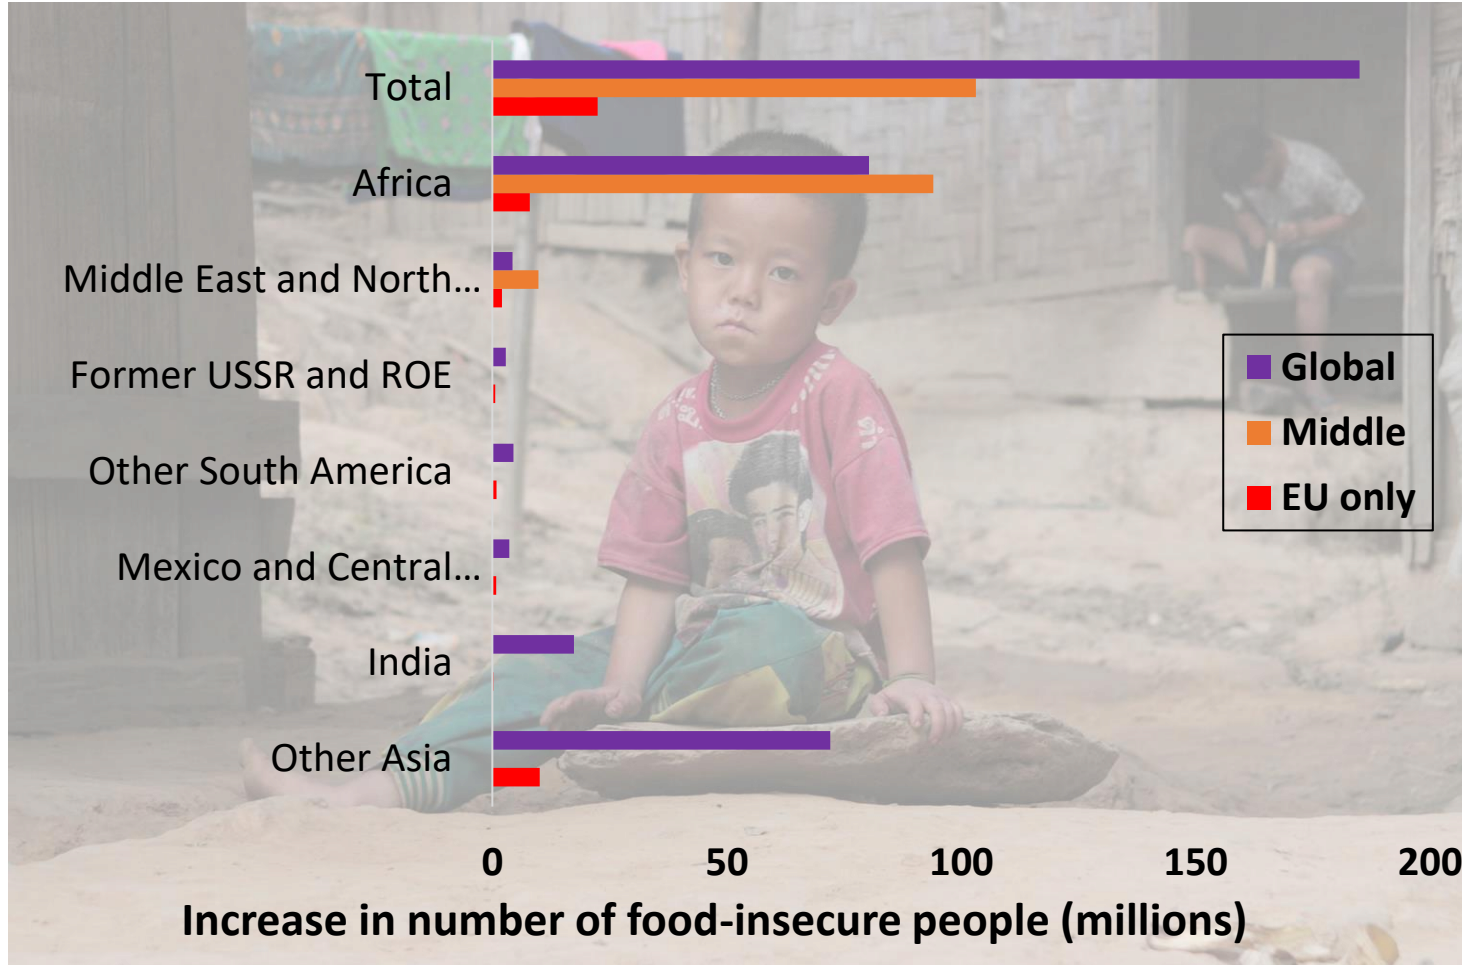 Total
Africa
Middle East and North...
Former USSR and ROE
Other South America
Mexico and Central...
India
Other Asia
Global
Middle
EU only
0 50 100 150 200
Increase in number of food-insecure people (millions)